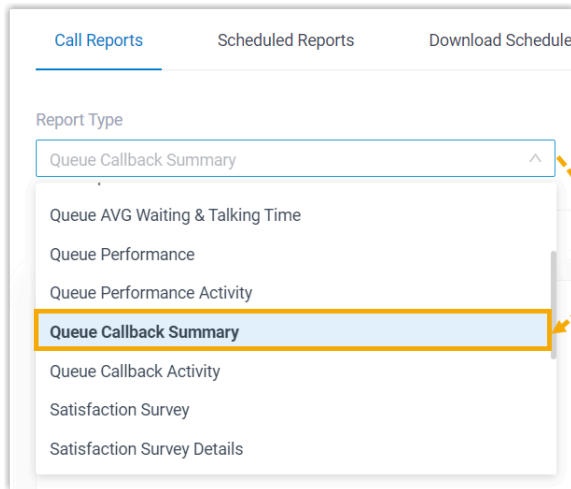 Call Reports Scheduled Reports Download Schedule
Report Type
Queue Callback Summary
Queue AVG Waiting & Talking Time
Queue Performance
Queue Performance Activity
Queue Callback Summary
Queue Callback Activity
Satisfaction Survey
Satisfaction Survey Details